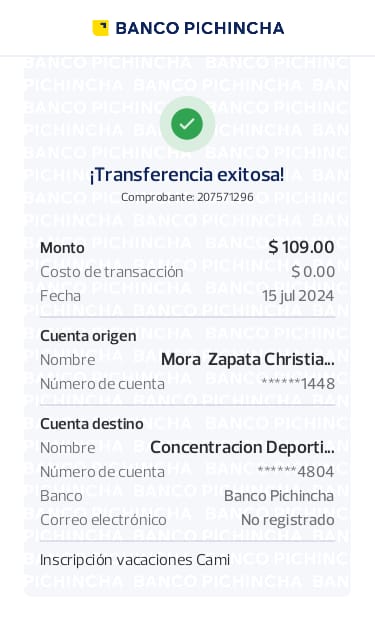 BANCO PICHINCHA
¡Transferencia exitosa!
Comprobante: 207571296
Monto $ 109.00
Costo de transacción $ 0.00
Fecha 15 jul 2024
Cuenta origen
Nombre Mora Zapata Christia...
Número de cuenta ******1448
Cuenta destino
Nombre Concentracion Deporti...
Número de cuenta ******4804
Banco Banco Pichincha
Correo electrónico No registrado
Inscripción vacaciones Cami